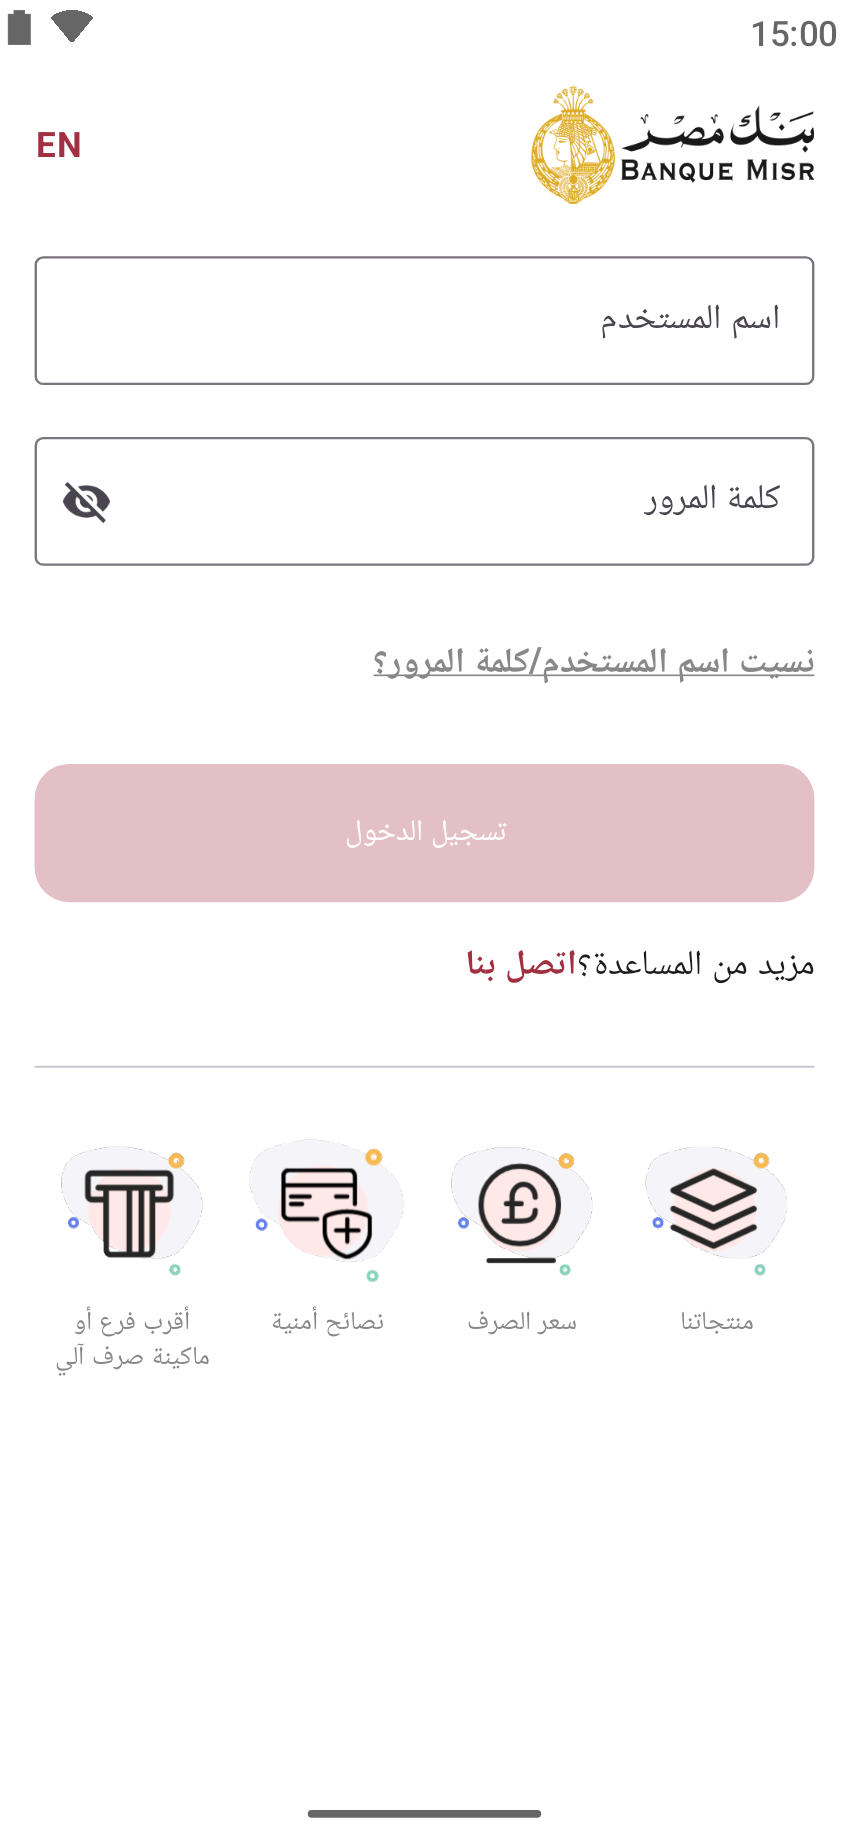 15:00
EN
بنك مصر
BANQUE MISR
اسم المستخدم
كلمة المرور
نسيت اسم المستخدم/كلمة المرور؟
تسجيل الدخول
مزيد من المساعدة؟اتصل بنا
منتجاتنا
سعر الصرف
نصائح أمنية
أقرب فرع أو
ماكينة صرف آلي